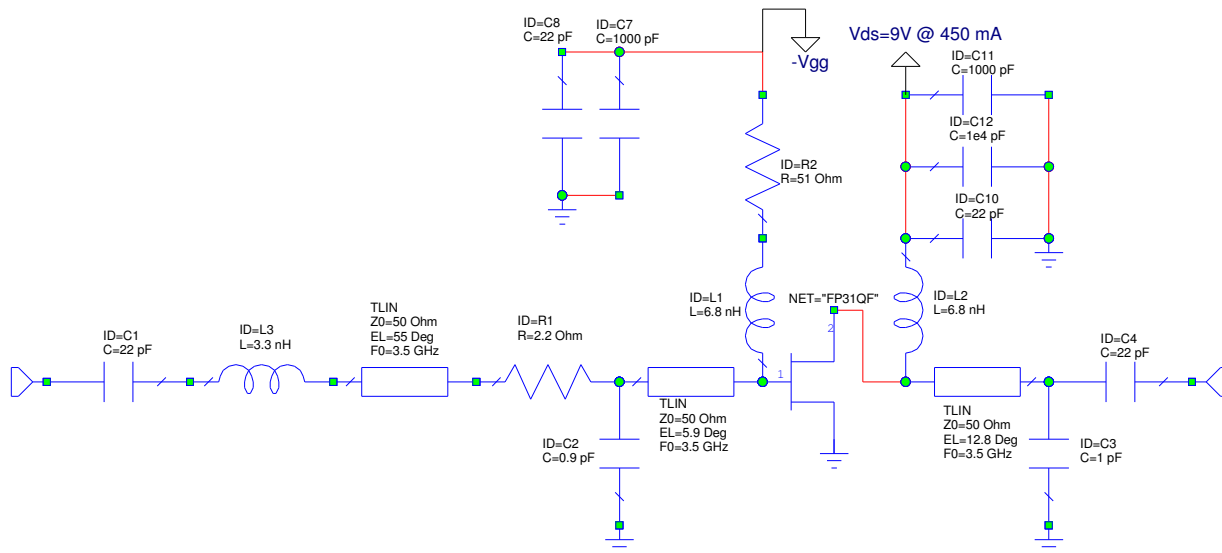 ID=C8
C=22 pF
ID=C7
C=1000 pF
-Vgg
Vds=9V @ 450 mA
ID=C11
C=1000 pF
ID=C12
C=1e4 pF
ID=C10
C=22 pF
ID=R2
R=51 Ohm
ID=L1
L=6.8 nH
NET="FP31QF"
ID=L2
L=6.8 nH
ID=C1
C=22 pF
ID=L3
L=3.3 nH
TLIN
Z0=50 Ohm
EL=55 Deg
F0=3.5 GHz
ID=R1
R=2.2 Ohm
1
2
ID=C4
C=22 pF
TLIN
Z0=50 Ohm
EL=5.9 Deg
F0=3.5 GHz
TLIN
Z0=50 Ohm
EL=12.8 Deg
F0=3.5 GHz
ID=C2
C=0.9 pF
ID=C3
C=1 pF